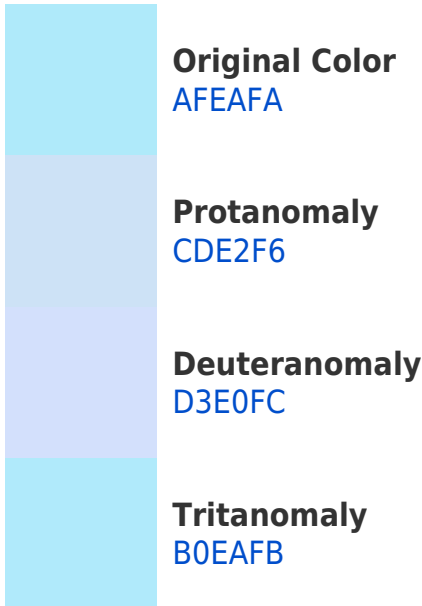 Original Color
AFEAFA
Protanomaly
CDE2F6
Deuteranomaly
D3E0FC
Tritanomaly
B0EAFB